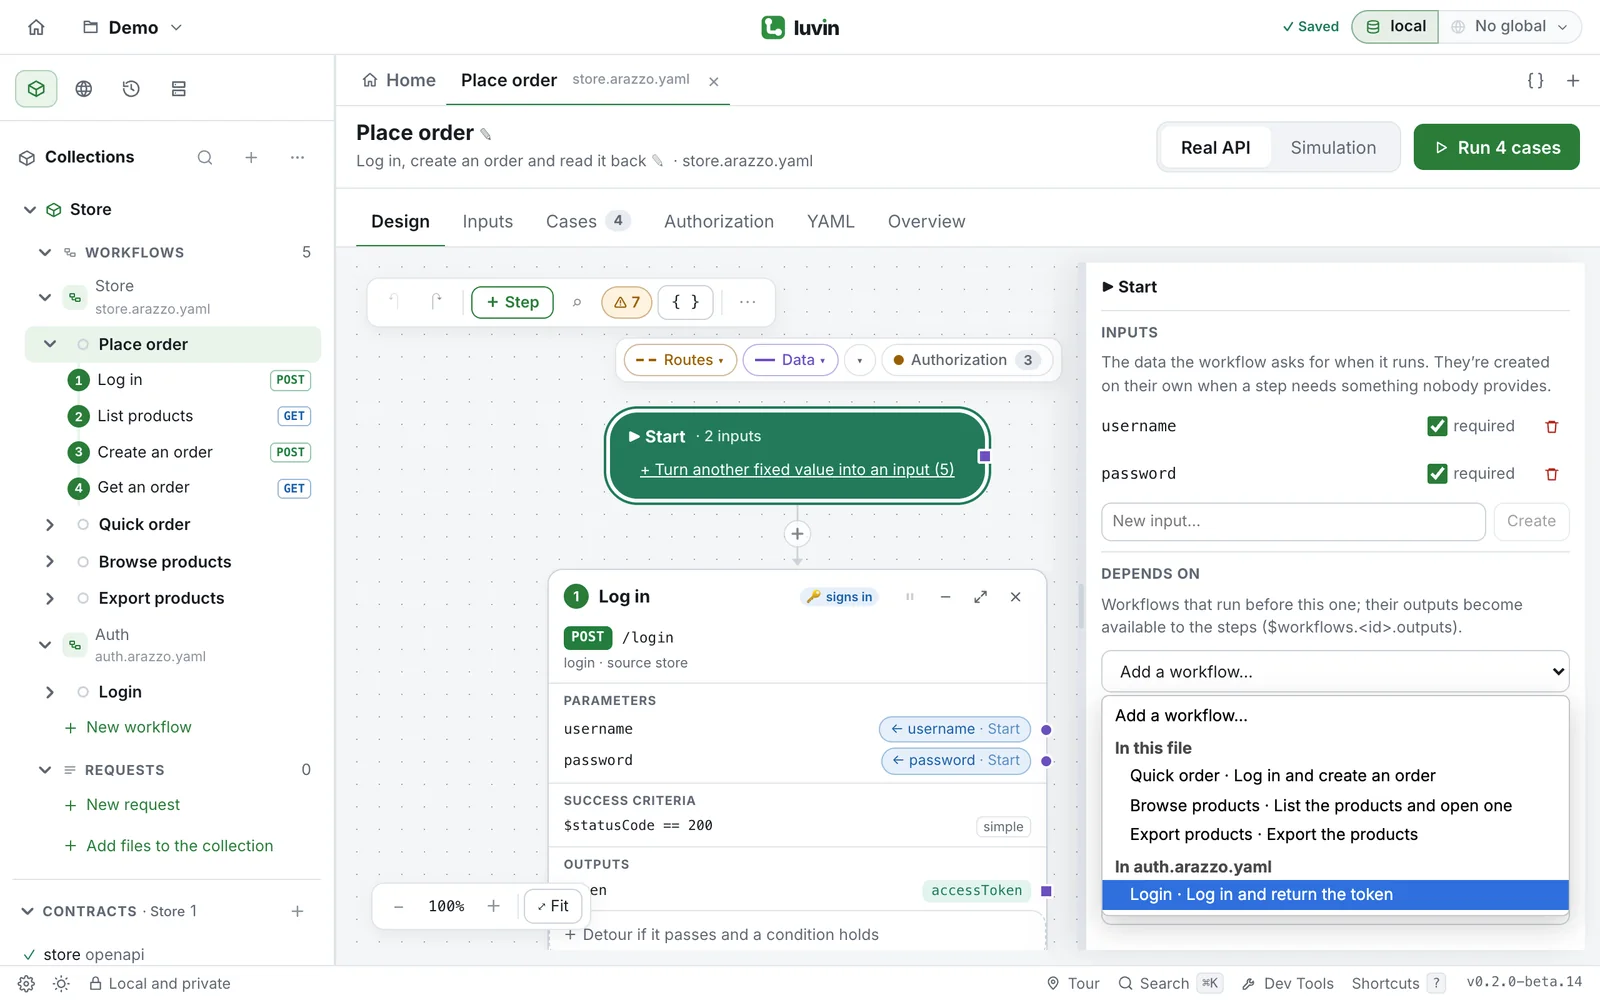 Demo
luvin
Saved
local
No global
Home
Place order store.arazzo.yaml
Collections
Place order
Log in, create an order and read it back · store.arazzo.yaml
Real API
Simulation
Run 4 cases
Store
WORKFLOWS 5
Store
store.arazzo.yaml
Place order
1 Log in POST
2 List products GET
3 Create an order POST
4 Get an order GET
Quick order
Browse products
Export products
Auth
auth.arazzo.yaml
Login
+ New workflow
REQUESTS 0
+ New request
+ Add files to the collection
CONTRACTS · Store 1
store openapi
Design
Inputs
Cases 4
Authorization
YAML
Overview
+ Step
7
{ }
Routes
Data
Authorization 3
Start · 2 inputs
+ Turn another fixed value into an input (5)
1 Log in
signs in
POST /login
login · source store
PARAMETERS
username ← username · Start
password ← password · Start
SUCCESS CRITERIA
$statusCode == 200 simple
OUTPUTS
en accessToken
+ Detour if it passes and a condition holds
− 100% +
Fit
Start
INPUTS
The data the workflow asks for when it runs. They’re created
on their own when a step needs something nobody provides.
username required
password required
New input... Create
DEPENDS ON
Workflows that run before this one; their outputs become
available to the steps ($workflows.<id>.outputs).
Add a workflow...
Add a workflow...
In this file
Quick order · Log in and create an order
Browse products · List the products and open one
Export products · Export the products
In auth.arazzo.yaml
Login · Log in and return the token
Local and private
Tour
Search ⌘K
Dev Tools
Shortcuts ?
v0.2.0-beta.14